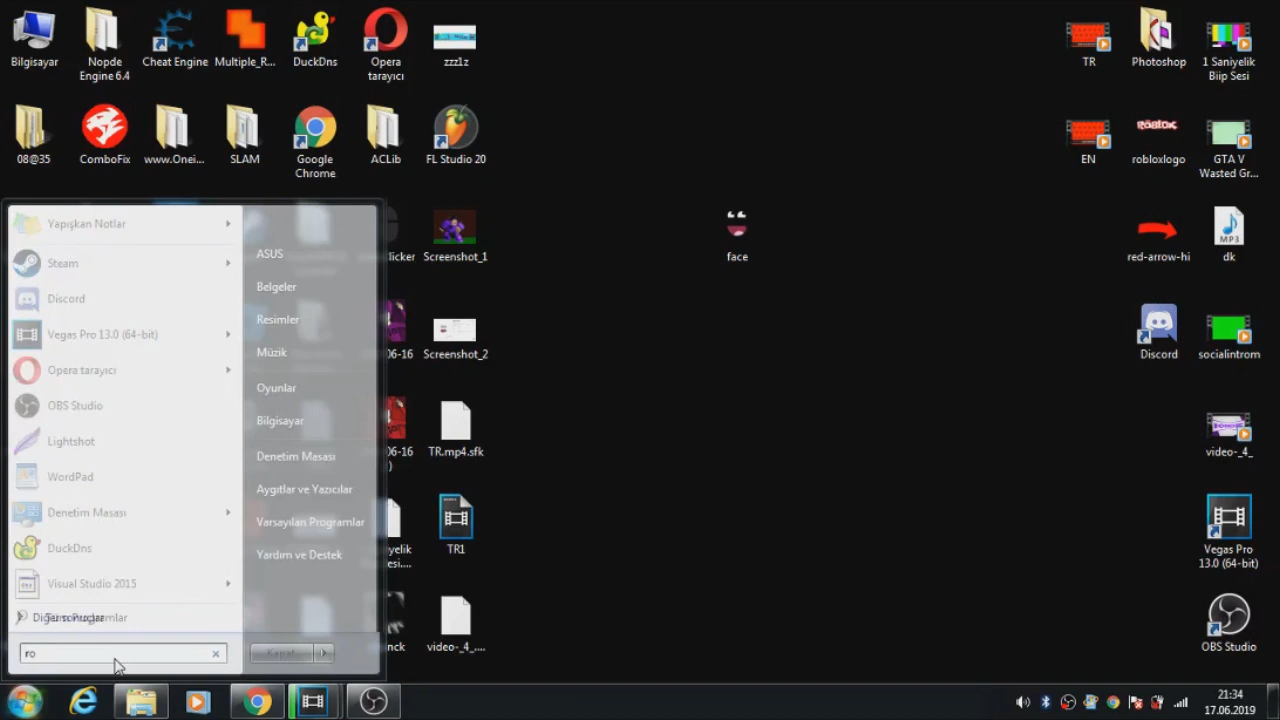 Bilgisayar
Nopde
Engine 6.4
Cheat Engine
Multiple_R...
DuckDns
Opera
tarayıcı
zzz1z
TR
Photoshop
1 Saniyelik
Biip Sesi
08@35
ComboFix
www.Onei...
SLAM
Google
Chrome
ACLib
FL Studio 20
EN
ROBLOX
robloxlogo
GTA V
Wasted Gr...
Yapışkan Notlar
Steam
Discord
Vegas Pro 13.0 (64-bit)
Opera tarayıcı
OBS Studio
Lightshot
WordPad
Denetim Masası
DuckDns
Visual Studio 2015
ro
ASUS
Belgeler
Resimler
Müzik
Oyunlar
Bilgisayar
Denetim Masası
Aygıtlar ve Yazıcılar
Varsayılan Programlar
Yardım ve Destek
Kapat
licker
Screenshot_1
06-16
Screenshot_2
06-16
)
TR.mp4.sfk
yelik
esi....
TR1
nck
video-_4_....
face
red-arrow-hi
MP3
dk
Discord
socialintrom
video-_4_
Vegas Pro
13.0 (64-bit)
OBS Studio
21:34
17.06.2019